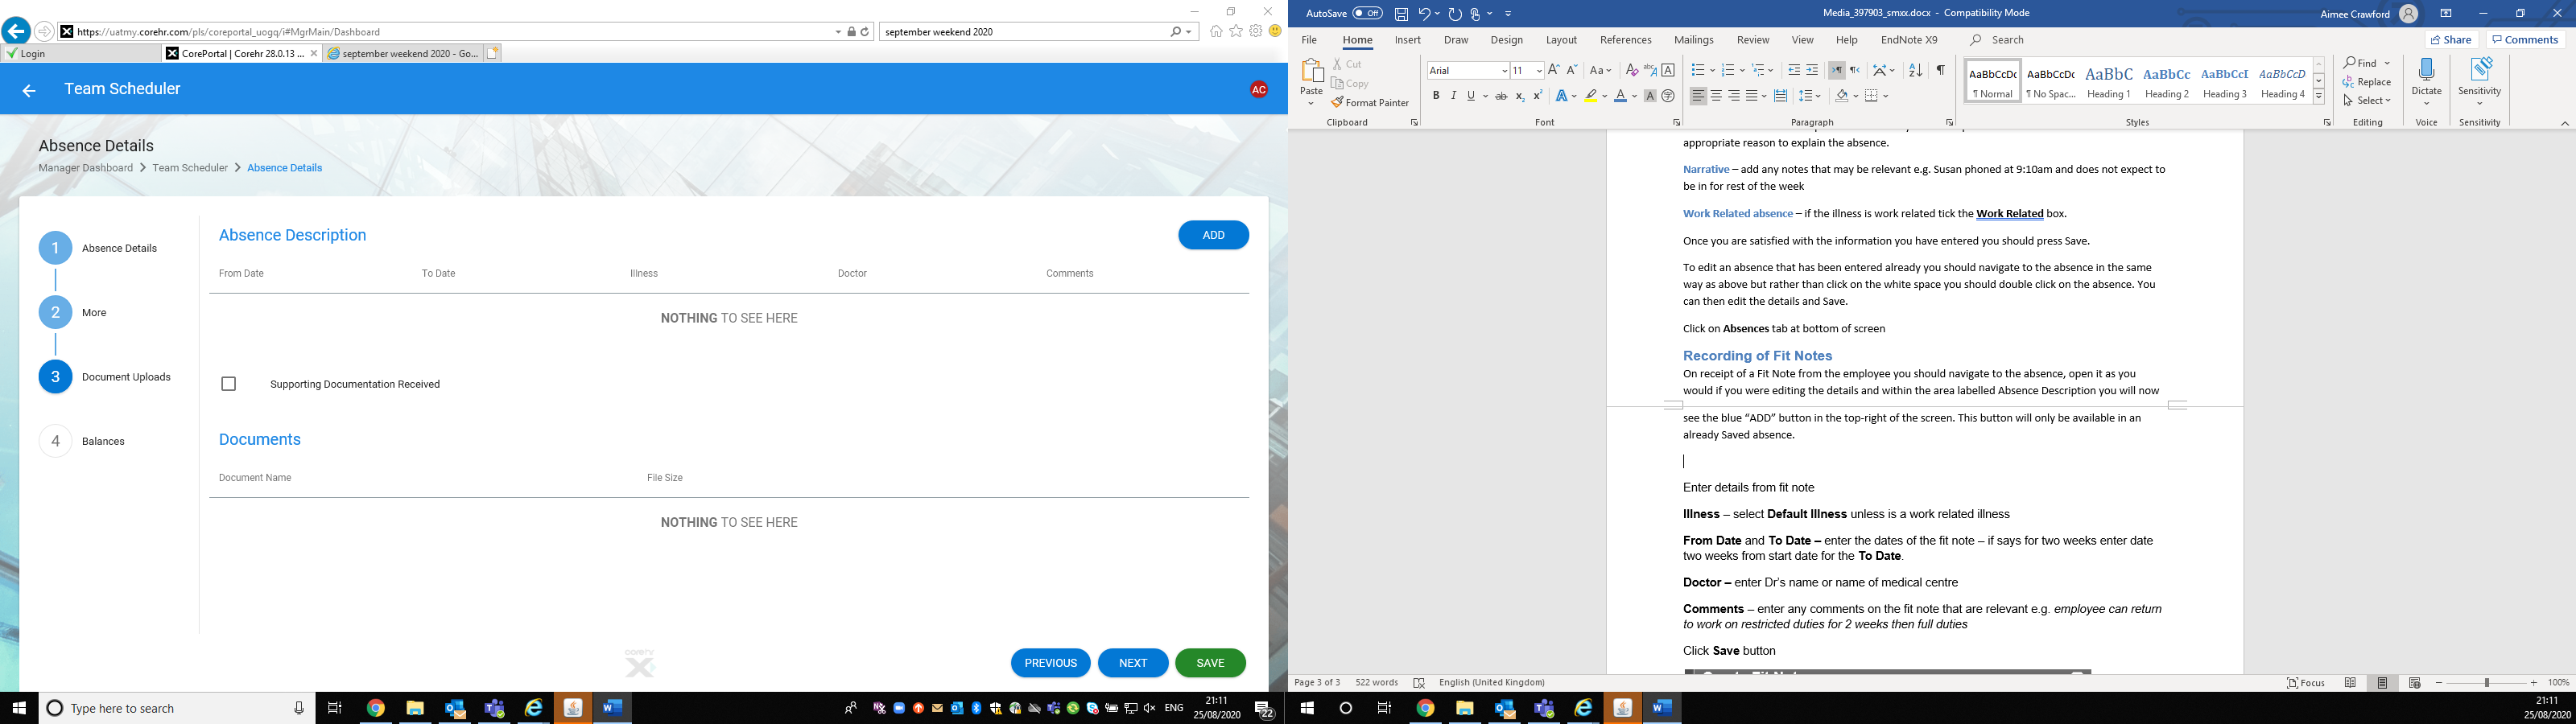 https://uatmy.corehr.com/pls/coreportal_uogq/i#MgrMain/Dashboard
september weekend 2020
Login
CorePortal | Corehr 28.0.13 ...
september weekend 2020 - Go...
Team Scheduler
AC
Absence Details
Manager Dashboard > Team Scheduler > Absence Details
1 Absence Details
2 More
3 Document Uploads
4 Balances
Absence Description
ADD
From Date To Date Illness Doctor Comments
NOTHING TO SEE HERE
Supporting Documentation Received
Documents
Document Name File Size
NOTHING TO SEE HERE
PREVIOUS NEXT SAVE
Type here to search
ENG
21:11
25/08/2020
22
AutoSave Off
Media_397903_smxx.docx - Compatibility Mode
Aimee Crawford
File Home Insert Draw Design Layout References Mailings Review View Help EndNote X9 Search
Share Comments
Paste
Cut
Copy
Format Painter
Clipboard
Arial 11
Font
Paragraph
AaBbCcDc AaBbCcDc AaBbC AaBbCc AaBbCcI AaBbCcD
¶ Normal ¶ No Spac... Heading 1 Heading 2 Heading 3 Heading 4
Styles
Find
Replace
Select
Editing
Dictate
Voice
Sensitivity
Sensitivity
appropriate reason to explain the absence.
Narrative – add any notes that may be relevant e.g. Susan phoned at 9:10am and does not expect to
be in for rest of the week
Work Related absence – if the illness is work related tick the Work Related box.
Once you are satisfied with the information you have entered you should press Save.
To edit an absence that has been entered already you should navigate to the absence in the same
way as above but rather than click on the white space you should double click on the absence. You
can then edit the details and Save.
Click on Absences tab at bottom of screen
Recording of Fit Notes
On receipt of a Fit Note from the employee you should navigate to the absence, open it as you
would if you were editing the details and within the area labelled Absence Description you will now
see the blue “ADD” button in the top-right of the screen. This button will only be available in an
already Saved absence.
Enter details from fit note
Illness – select Default Illness unless is a work related illness
From Date and To Date – enter the dates of the fit note – if says for two weeks enter date
two weeks from start date for the To Date.
Doctor – enter Dr’s name or name of medical centre
Comments – enter any comments on the fit note that are relevant e.g. employee can return
to work on restricted duties for 2 weeks then full duties
Click Save button
Page 3 of 3 522 words English (United Kingdom)
Focus
100%
21:11
25/08/2020